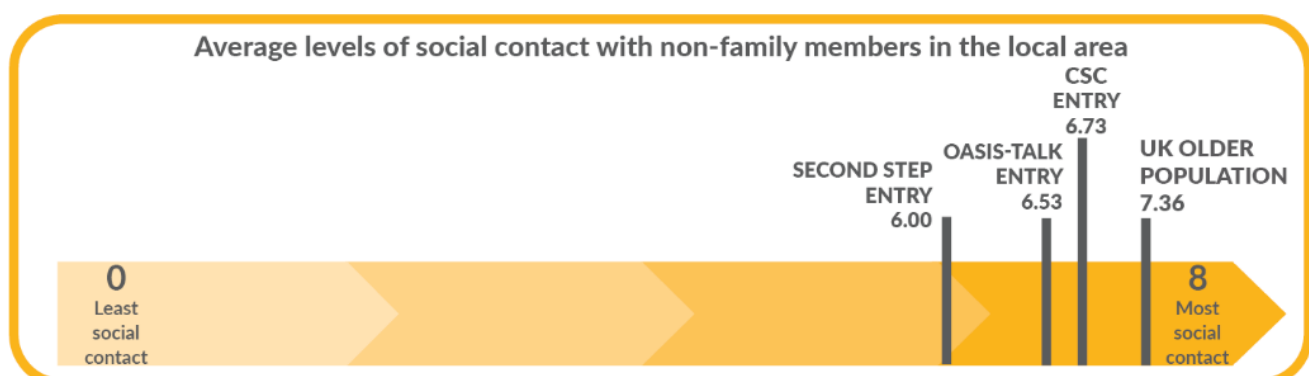 Average levels of social contact with non-family members in the local area
CSC
ENTRY
6.73
OASIS-TALK
ENTRY
6.53
UK OLDER
POPULATION
7.36
SECOND STEP
ENTRY
6.00
0
Least
social
contact
8
Most
social
contact